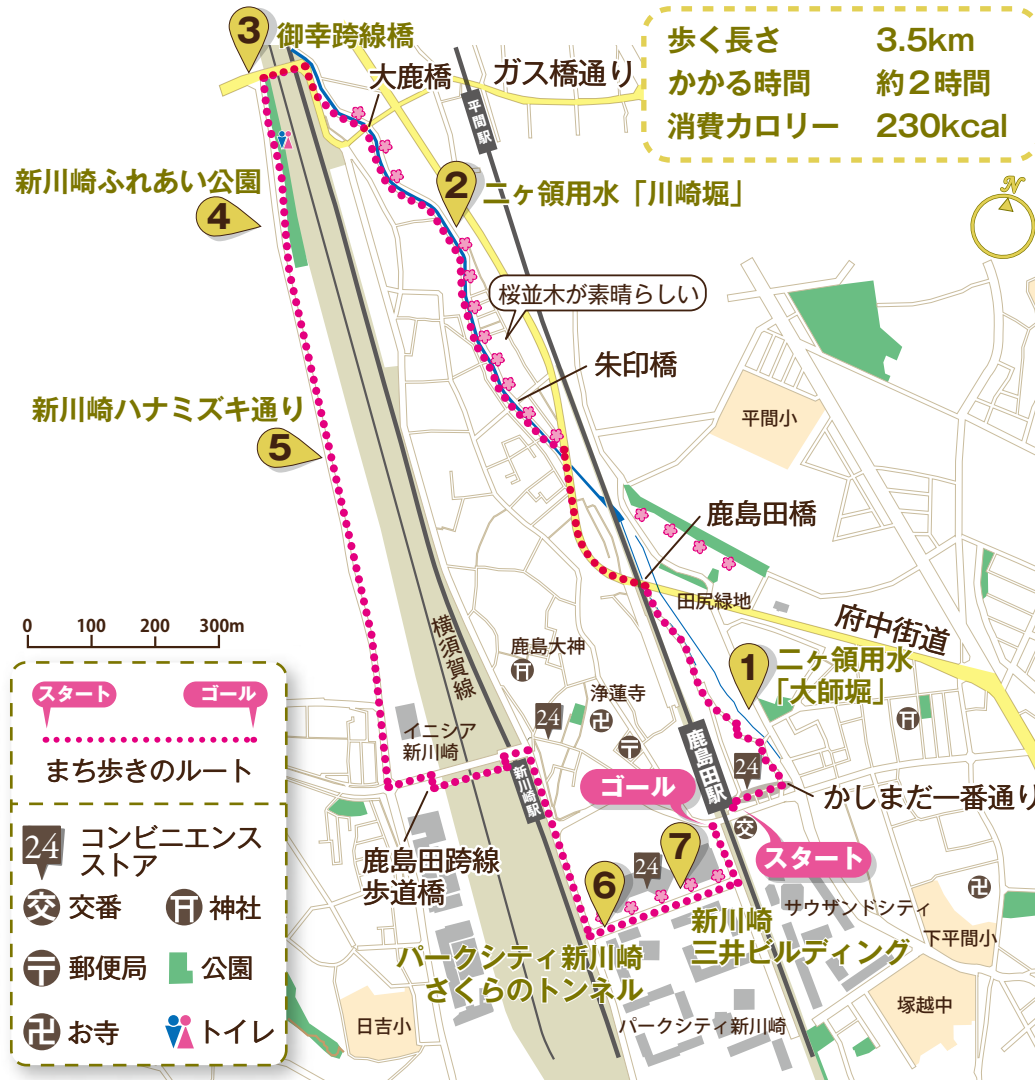 3
御幸跨線橋
大鹿橋
ガス橋通り
歩く長さ 3.5km
かかる時間 約2時間
消費カロリー 230kcal
平間駅
新川崎ふれあい公園
4
2
二ヶ領用水「川崎堀」
N
桜並木が素晴らしい
朱印橋
新川崎ハナミズキ通り
5
平間小
鹿島田橋
田尻緑地
府中街道
0 100 200 300m
横須賀線
鹿島大神
浄蓮寺
1
二ヶ領用水
「大師堀」
スタート ゴール
まち歩きのルート
イニシア
新川崎
24
新川崎駅
鹿島田駅
24
ゴール
かしまだ一番通り
交
スタート
24 コンビニエンス
ストア
交 交番
神社
〒 郵便局
公園
卍 お寺
トイレ
鹿島田跨線
歩道橋
6
24
7
新川崎
三井ビルディング
サウザンドシティ
下平間小
パークシティ新川崎
さくらのトンネル
塚越中
日吉小
パークシティ新川崎